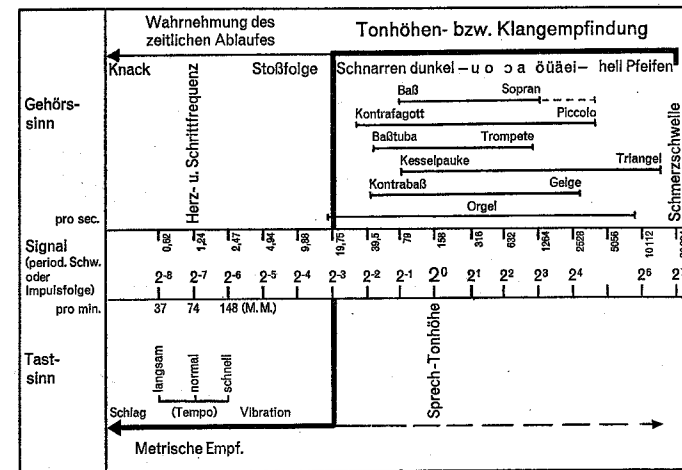 Wahrnehmung des
zeitlichen Ablaufes
Tonhöhen- bzw. Klangempfindung
Knack
Stoßfolge
Schnarren dunkel – u o ɔ a öüäei – hell Pfeifen
Gehörs-
sinn
Herz- u. Schrittfrequenz
Baß
Sopran
Kontrafagott
Piccolo
Baßtuba
Trompete
Kesselpauke
Triangel
Kontrabaß
Geige
Orgel
Schmerzschwelle
pro sec.
Signal
(period. Schw.
oder
Impulsfolge)
0,62 1,24 2,47 4,94 9,88 19,75 39,5 79 158 316 632 1264 2528 5056 10112
2-8 2-7 2-6 2-5 2-4 2-3 2-2 2-1 2⁰ 2¹ 2² 2³ 2⁴ 2⁶
pro min.
37 74 148 (M. M.)
Tast-
sinn
langsam
normal
schnell
Sprech-Tonhöhe
Schlag (Tempo) Vibration
Metrische Empf.